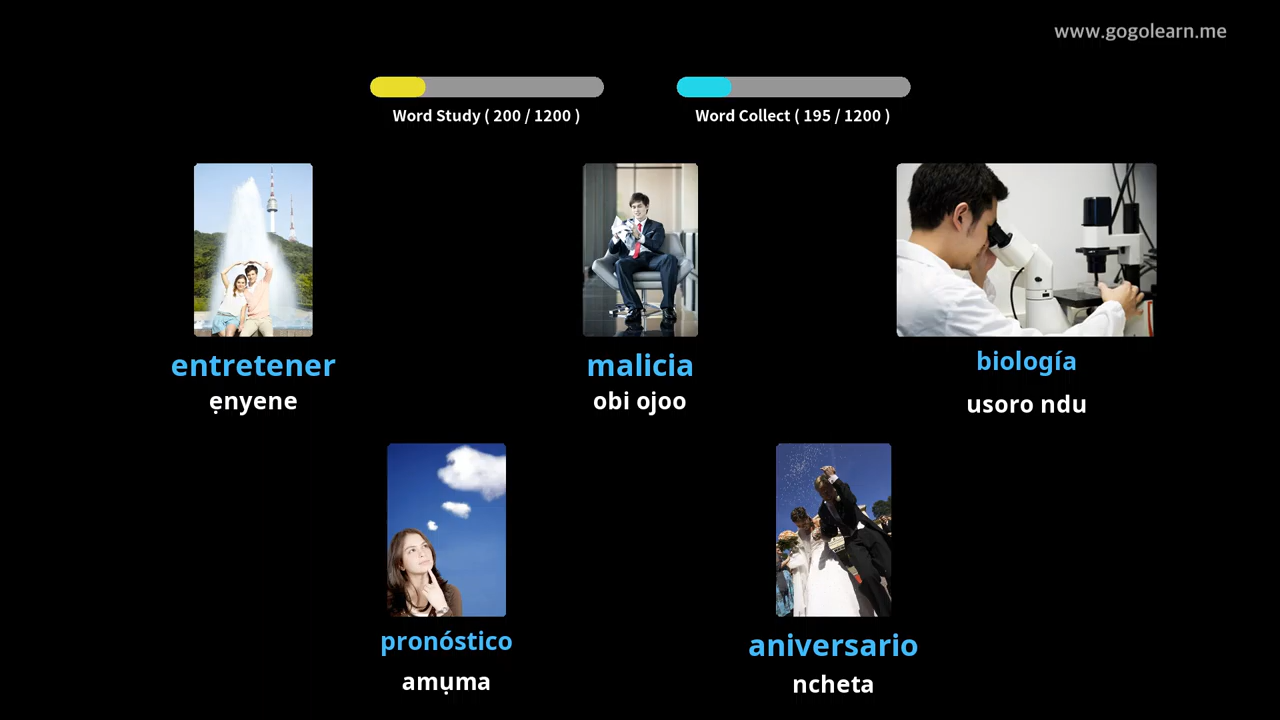 www.gogolearn.me
Word Study ( 200 / 1200 )
Word Collect ( 195 / 1200 )
entretener
ẹnyene
malicia
obi ojoo
biología
usoro ndu
pronóstico
amụma
aniversario
ncheta